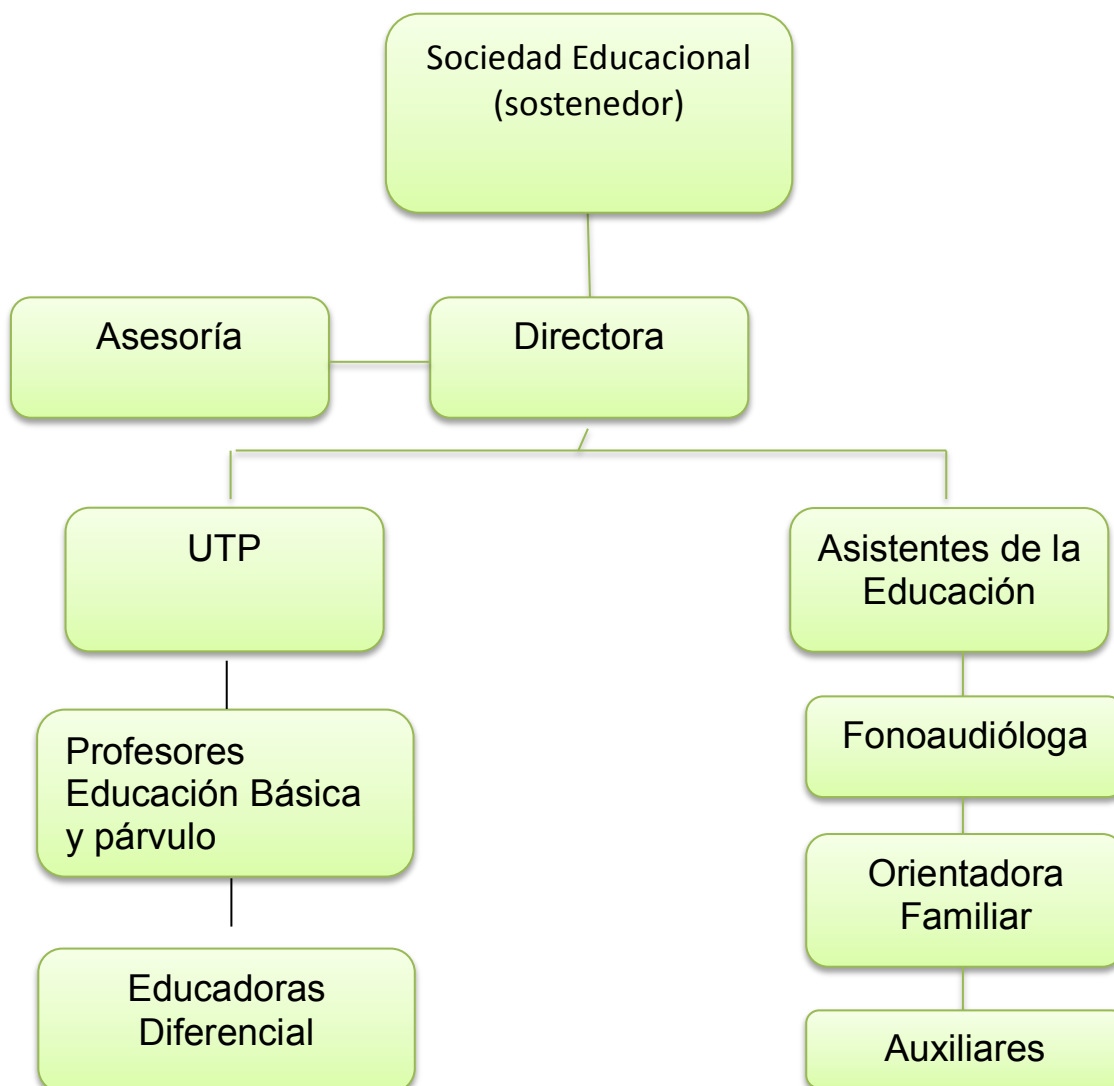 Sociedad Educacional
(sostenedor)
Asesoría
Directora
UTP
Asistentes de la
Educación
Profesores
Educación Básica
y párvulo
Fonoaudióloga
Orientadora
Familiar
Educadoras
Diferencial
Auxiliares